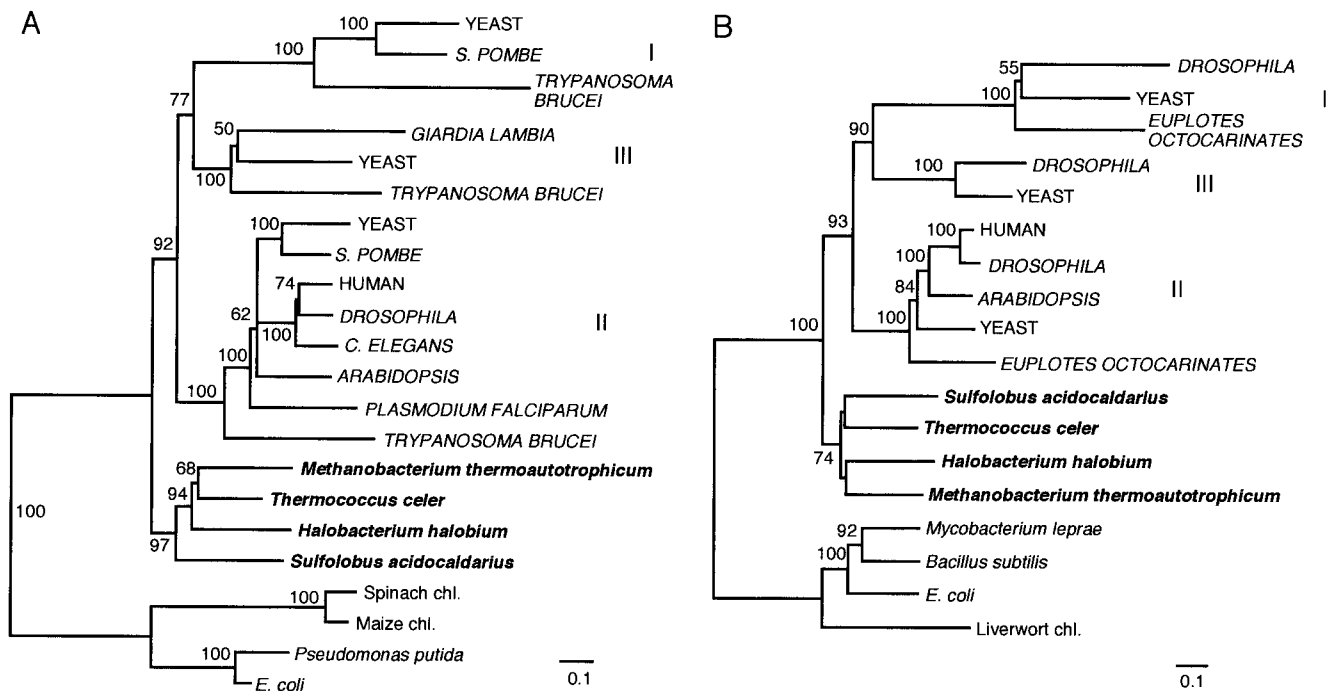 A
100
YEAST
100
S. POMBE
I
TRYPANOSOMA
BRUCEI
77
50
GIARDIA LAMBIA
YEAST
III
100
TRYPANOSOMA BRUCEI
92
100
YEAST
S. POMBE
74
HUMAN
62
DROSOPHILA
II
100
C. ELEGANS
100
ARABIDOPSIS
100
PLASMODIUM FALCIPARUM
TRYPANOSOMA BRUCEI
68
Methanobacterium thermoautotrophicum
94
Thermococcus celer
100
Halobacterium halobium
97
Sulfolobus acidocaldarius
100
Spinach chl.
Maize chl.
100
Pseudomonas putida
E. coli
0.1
B
55
DROSOPHILA
100
YEAST
I
EUPLOTES
OCTOCARINATES
90
100
DROSOPHILA
III
YEAST
93
100
HUMAN
100
DROSOPHILA
84
ARABIDOPSIS
II
100
YEAST
100
EUPLOTES OCTOCARINATES
Sulfolobus acidocaldarius
Thermococcus celer
74
Halobacterium halobium
Methanobacterium thermoautotrophicum
92
Mycobacterium leprae
100
Bacillus subtilis
E. coli
Liverwort chl.
0.1